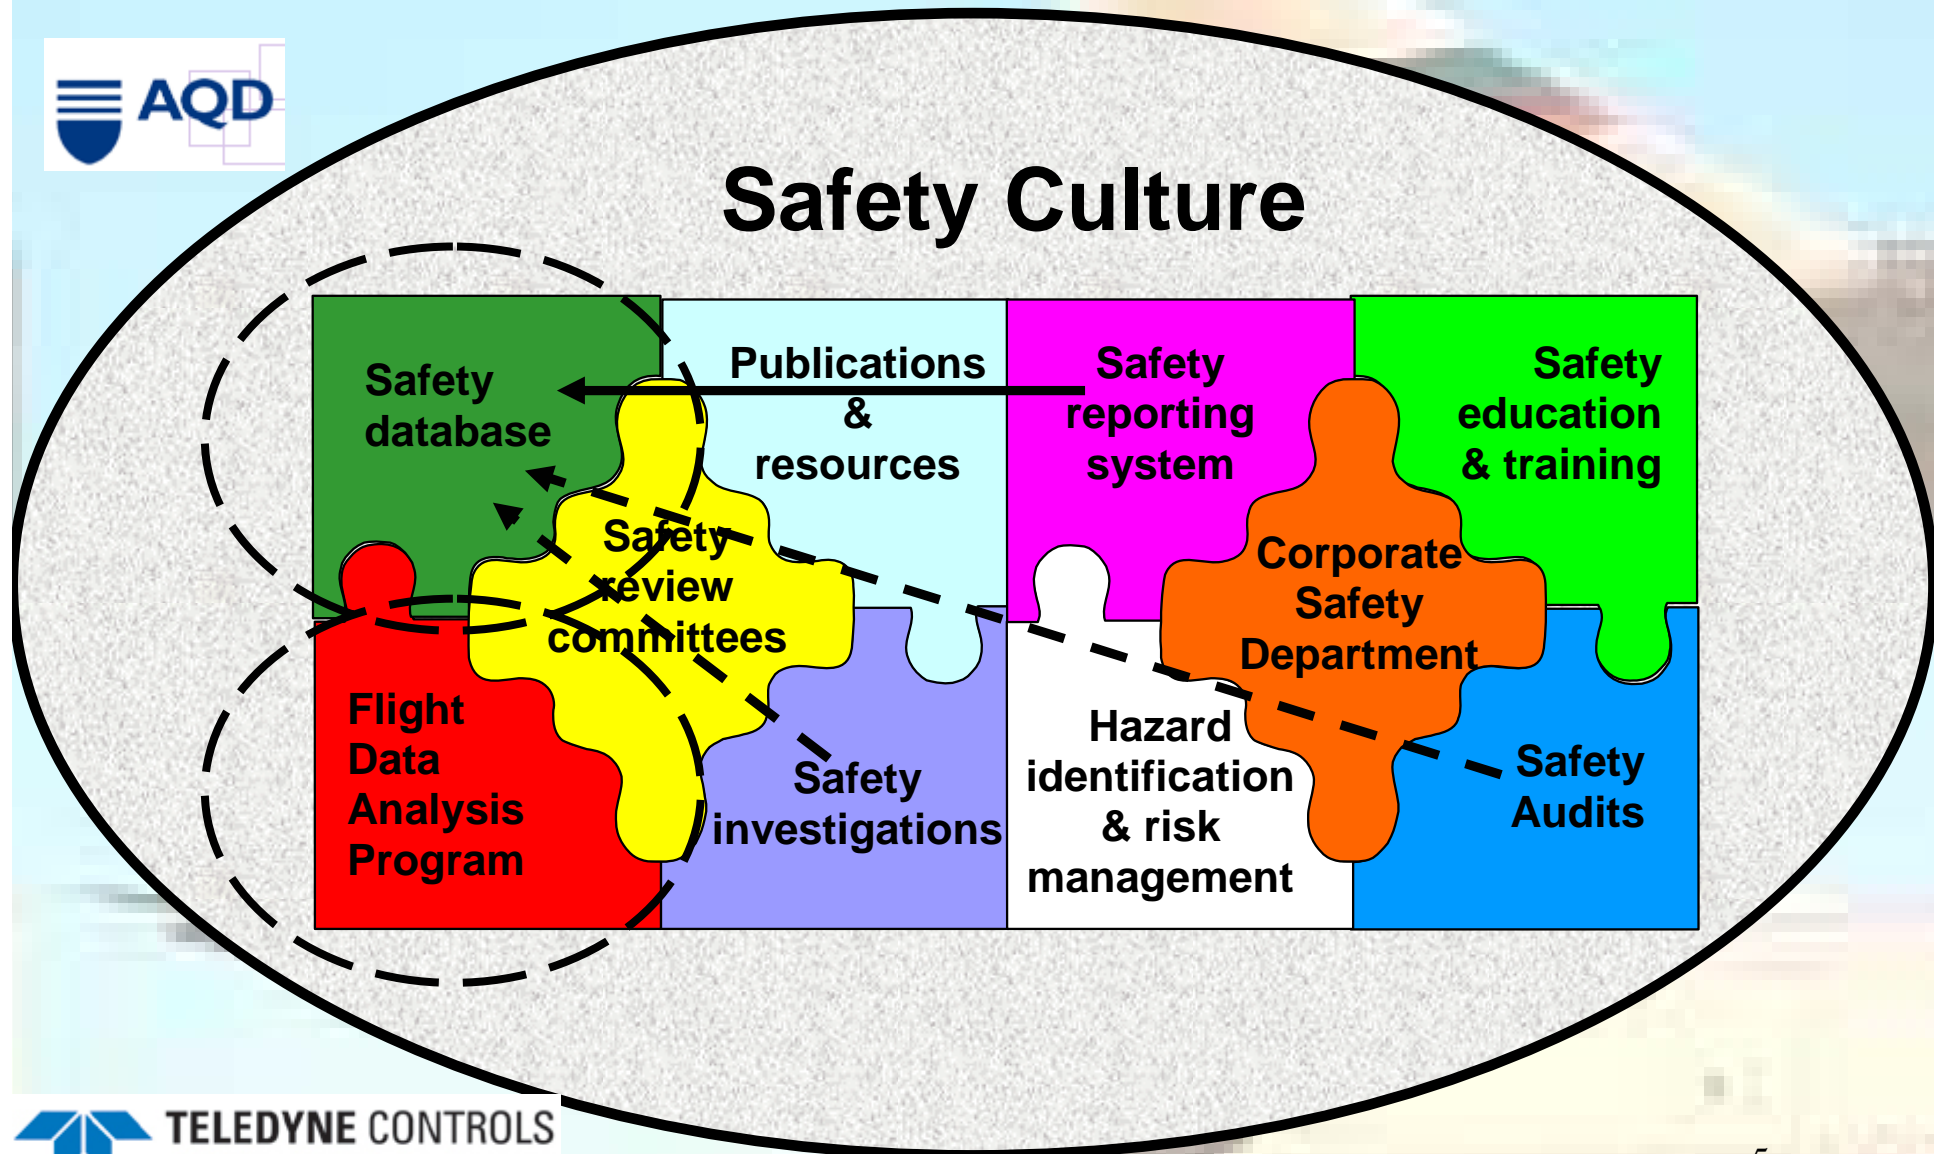 AQD
Safety Culture
Safety
database
Publications
&
resources
Safety
reporting
system
Safety
education
& training
Safety
review
committees
Corporate
Safety
Department
Flight
Data
Analysis
Program
Safety
investigations
Hazard
identification
& risk
management
Safety
Audits
TELEDYNE CONTROLS